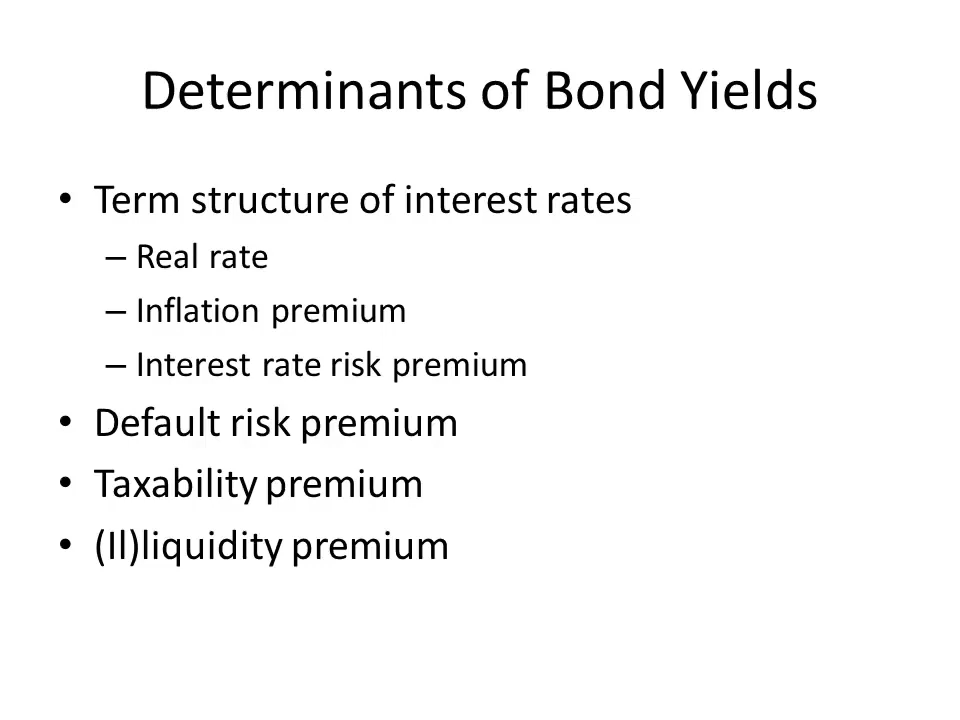 Determinants of Bond Yields
• Term structure of interest rates
– Real rate
– Inflation premium
– Interest rate risk premium
• Default risk premium
• Taxability premium
• (Il)liquidity premium